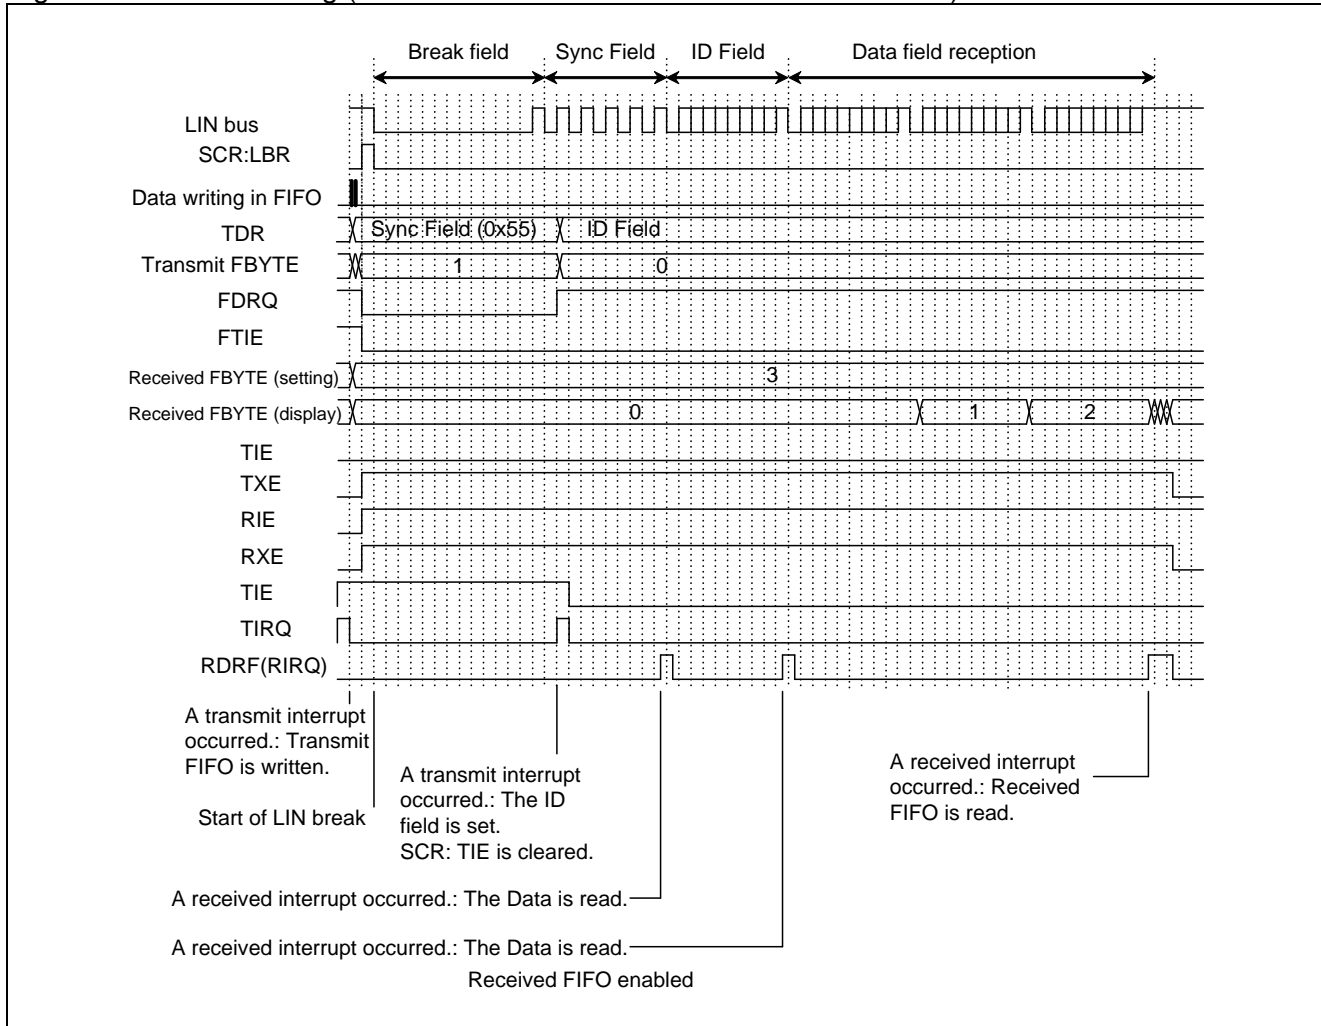 Break field Sync Field ID Field Data field reception
LIN bus
SCR:LBR
Data writing in FIFO
TDR Sync Field (0x55) ID Field
Transmit FBYTE 1 0
FDRQ
FTIE
Received FBYTE (setting) 3
Received FBYTE (display) 0 1 2
TIE
TXE
RIE
RXE
TIE
TIRQ
RDRF(RIRQ)
A transmit interrupt
occurred.: Transmit
FIFO is written.
Start of LIN break
A transmit interrupt
occurred.: The ID
field is set.
SCR: TIE is cleared.
A received interrupt
occurred.: Received
FIFO is read.
A received interrupt occurred.: The Data is read.
A received interrupt occurred.: The Data is read.
Received FIFO enabled